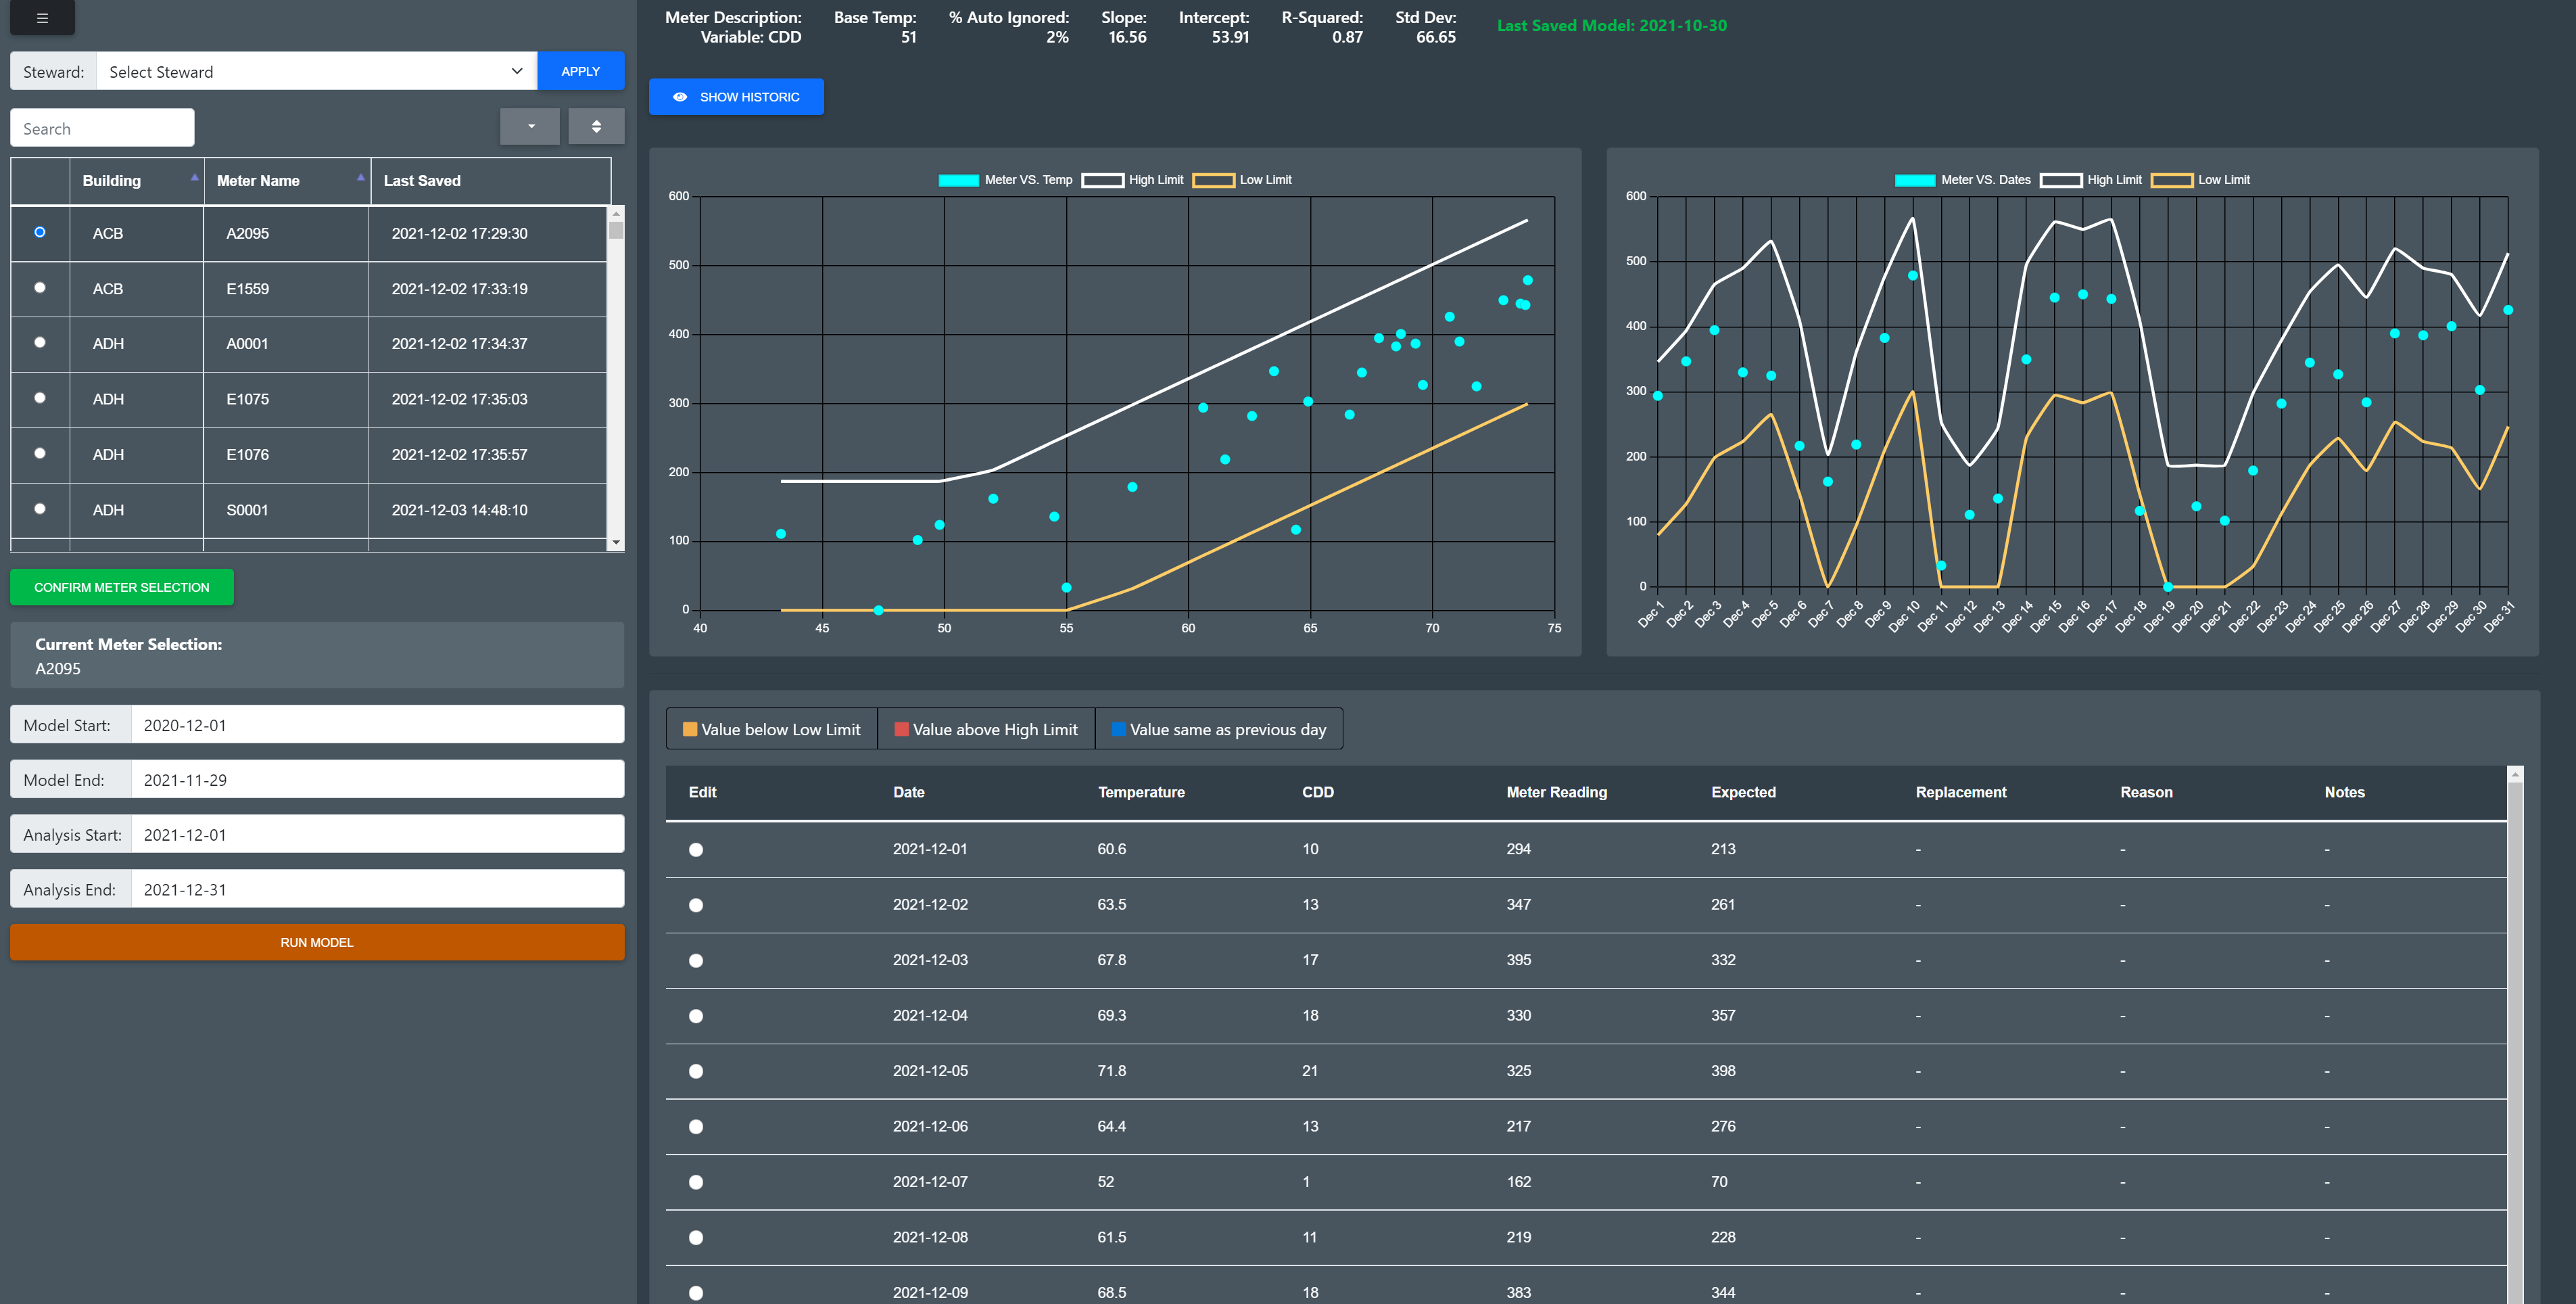 Steward: Select Steward APPLY
Search
Building Meter Name Last Saved
ACB A2095 2021-12-02 17:29:30
ACB E1559 2021-12-02 17:33:19
ADH A0001 2021-12-02 17:34:37
ADH E1075 2021-12-02 17:35:03
ADH E1076 2021-12-02 17:35:57
ADH S0001 2021-12-03 14:48:10
CONFIRM METER SELECTION
Current Meter Selection:
A2095
Model Start: 2020-12-01
Model End: 2021-11-29
Analysis Start: 2021-12-01
Analysis End: 2021-12-31
RUN MODEL
Meter Description: Base Temp: % Auto Ignored: Slope: Intercept: R-Squared: Std Dev:
Variable: CDD 51 2% 16.56 53.91 0.87 66.65
Last Saved Model: 2021-10-30
SHOW HISTORIC
Meter VS. Temp High Limit Low Limit
600
500
400
300
200
100
0
40 45 50 55 60 65 70 75
Meter VS. Dates High Limit Low Limit
600
500
400
300
200
100
0
Dec 1 Dec 2 Dec 3 Dec 4 Dec 5 Dec 6 Dec 7 Dec 8 Dec 9 Dec 10 Dec 11 Dec 12 Dec 13 Dec 14 Dec 15 Dec 16 Dec 17 Dec 18 Dec 19 Dec 20 Dec 21 Dec 22 Dec 23 Dec 24 Dec 25 Dec 26 Dec 27 Dec 28 Dec 29 Dec 30 Dec 31
Value below Low Limit Value above High Limit Value same as previous day
Edit Date Temperature CDD Meter Reading Expected Replacement Reason Notes
2021-12-01 60.6 10 294 213 - - -
2021-12-02 63.5 13 347 261 - - -
2021-12-03 67.8 17 395 332 - - -
2021-12-04 69.3 18 330 357 - - -
2021-12-05 71.8 21 325 398 - - -
2021-12-06 64.4 13 217 276 - - -
2021-12-07 52 1 162 70 - - -
2021-12-08 61.5 11 219 228 - - -
2021-12-09 68.5 18 383 344 - - -